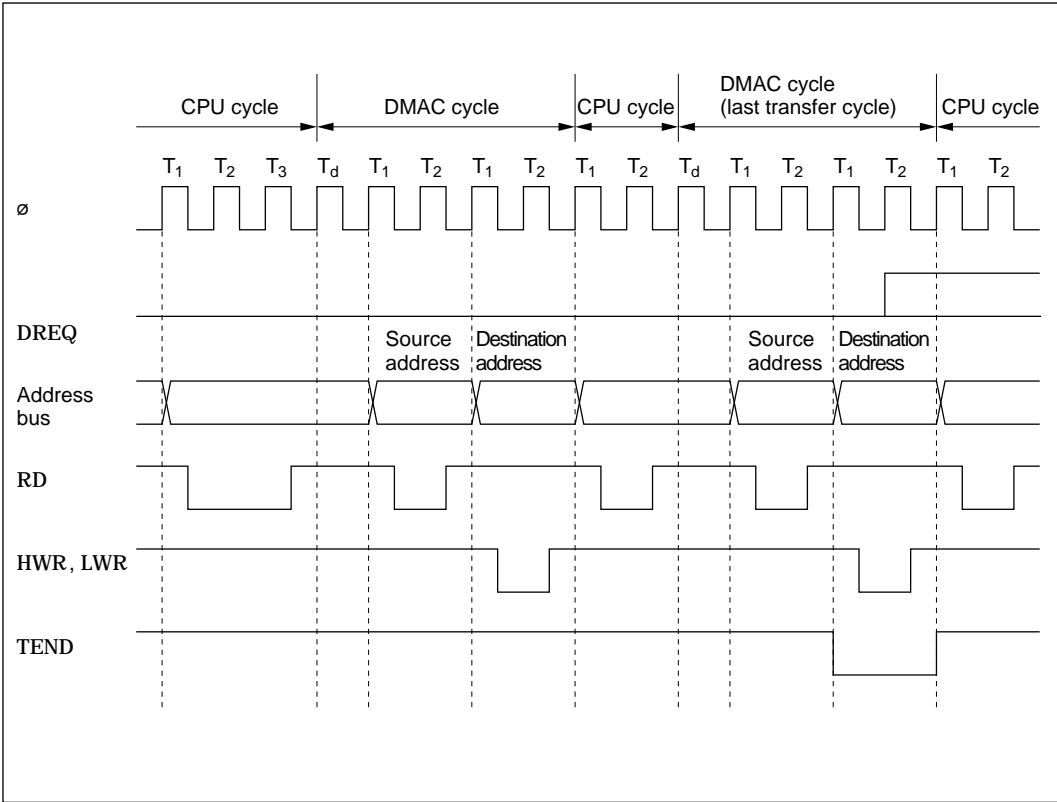 DMAC cycle
(last transfer cycle)
CPU cycle DMAC cycle CPU cycle CPU cycle
T1 T2 T3 Td T1 T2 T1 T2 T1 T2 Td T1 T2 T1 T2 T1 T2
ø
DREQ
Source address Destination address Source address Destination address
Address
bus
RD
HWR, LWR
TEND